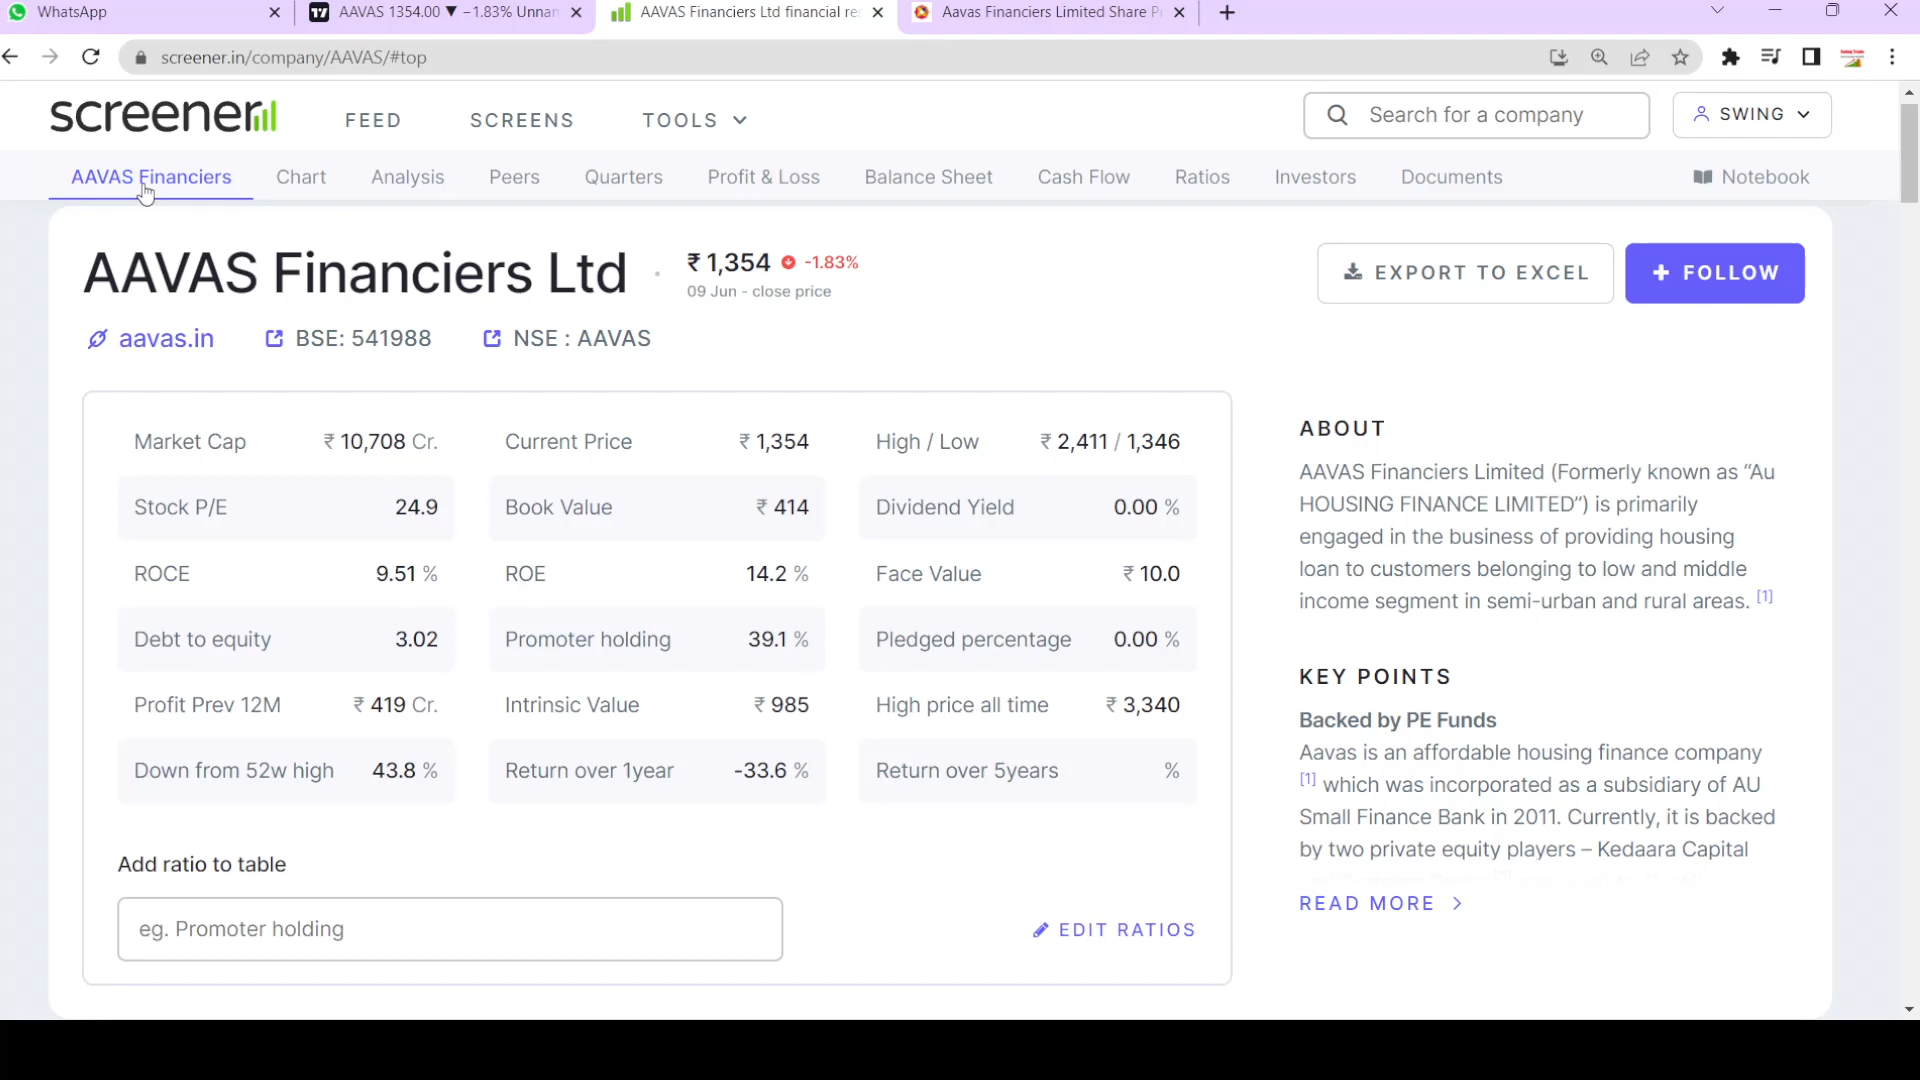 WhatsApp
AAVAS 1354.00 ▼ −1.83% Unnan
AAVAS Financiers Ltd financial re
Aavas Financiers Limited Share P
screener.in/company/AAVAS/#top
screener
FEED
SCREENS
TOOLS
Search for a company
SWING
AAVAS Financiers
Chart
Analysis
Peers
Quarters
Profit & Loss
Balance Sheet
Cash Flow
Ratios
Investors
Documents
Notebook
AAVAS Financiers Ltd
₹ 1,354 -1.83%
09 Jun - close price
EXPORT TO EXCEL
+ FOLLOW
aavas.in
BSE: 541988
NSE : AAVAS
Market Cap ₹ 10,708 Cr.
Current Price ₹ 1,354
High / Low ₹ 2,411 / 1,346
Stock P/E 24.9
Book Value ₹ 414
Dividend Yield 0.00 %
ROCE 9.51 %
ROE 14.2 %
Face Value ₹ 10.0
Debt to equity 3.02
Promoter holding 39.1 %
Pledged percentage 0.00 %
Profit Prev 12M ₹ 419 Cr.
Intrinsic Value ₹ 985
High price all time ₹ 3,340
Down from 52w high 43.8 %
Return over 1year -33.6 %
Return over 5years %
Add ratio to table
eg. Promoter holding
EDIT RATIOS
ABOUT
AAVAS Financiers Limited (Formerly known as “Au
HOUSING FINANCE LIMITED”) is primarily
engaged in the business of providing housing
loan to customers belonging to low and middle
income segment in semi-urban and rural areas. [1]
KEY POINTS
Backed by PE Funds
Aavas is an affordable housing finance company
[1] which was incorporated as a subsidiary of AU
Small Finance Bank in 2011. Currently, it is backed
by two private equity players – Kedaara Capital
READ MORE